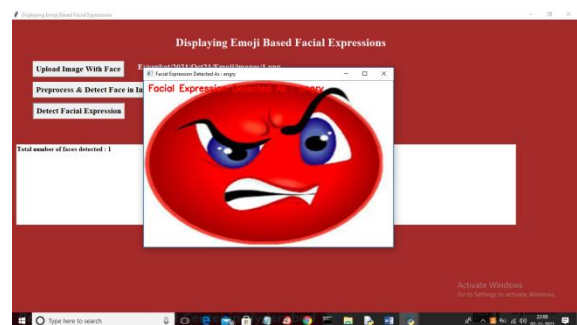 Displaying Emoji Based Facial Expressions
Displaying Emoji Based Facial Expressions
Upload Image With Face
Preprocess & Detect Face in Im
Detect Facial Expression
Facial Expression Detected As : angry
Facial Expression Detected As : angry
Total number of faces detected : 1
Activate Windows
Go to Settings to activate Windows.
Type here to search
22:00